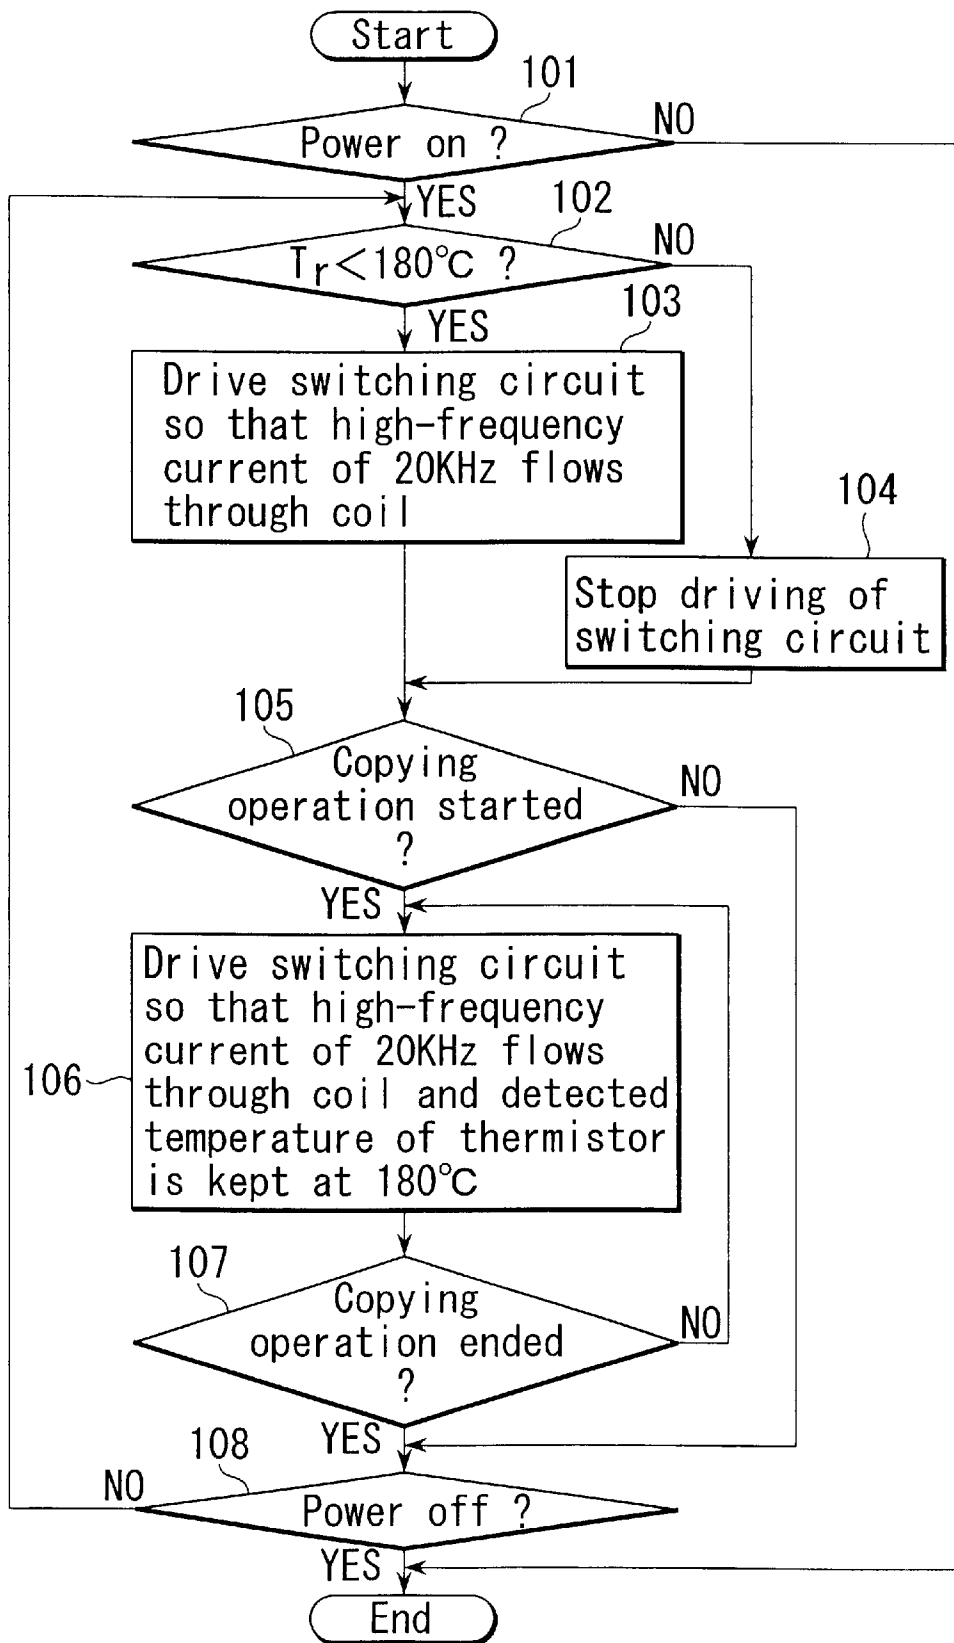 Start
101
Power on ?
NO
YES
102
Tr<180℃ ?
NO
YES
103
Drive switching circuit
so that high-frequency
current of 20KHz flows
through coil
104
Stop driving of
switching circuit
105
Copying
operation started
?
NO
YES
106
Drive switching circuit
so that high-frequency
current of 20KHz flows
through coil and detected
temperature of thermistor
is kept at 180℃
107
Copying
operation ended
?
NO
YES
108
NO
Power off ?
YES
End